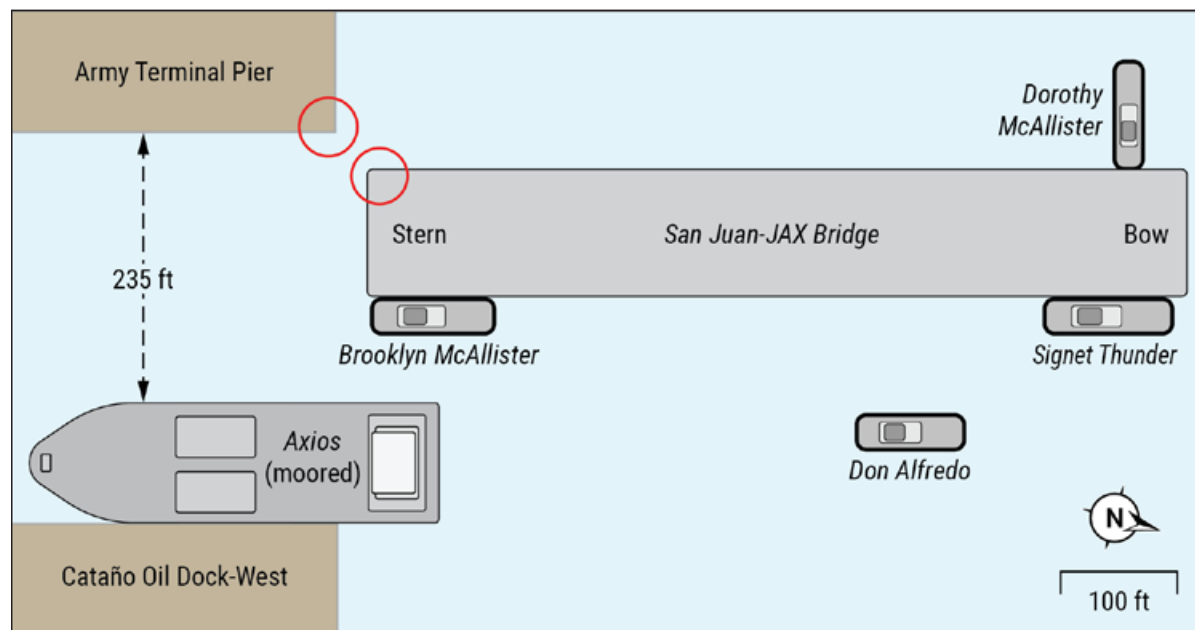 Army Terminal Pier
Dorothy
McAllister
235 ft
Stern
San Juan-JAX Bridge
Bow
Brooklyn McAllister
Signet Thunder
Axios
(moored)
Don Alfredo
N
Cataño Oil Dock-West
100 ft